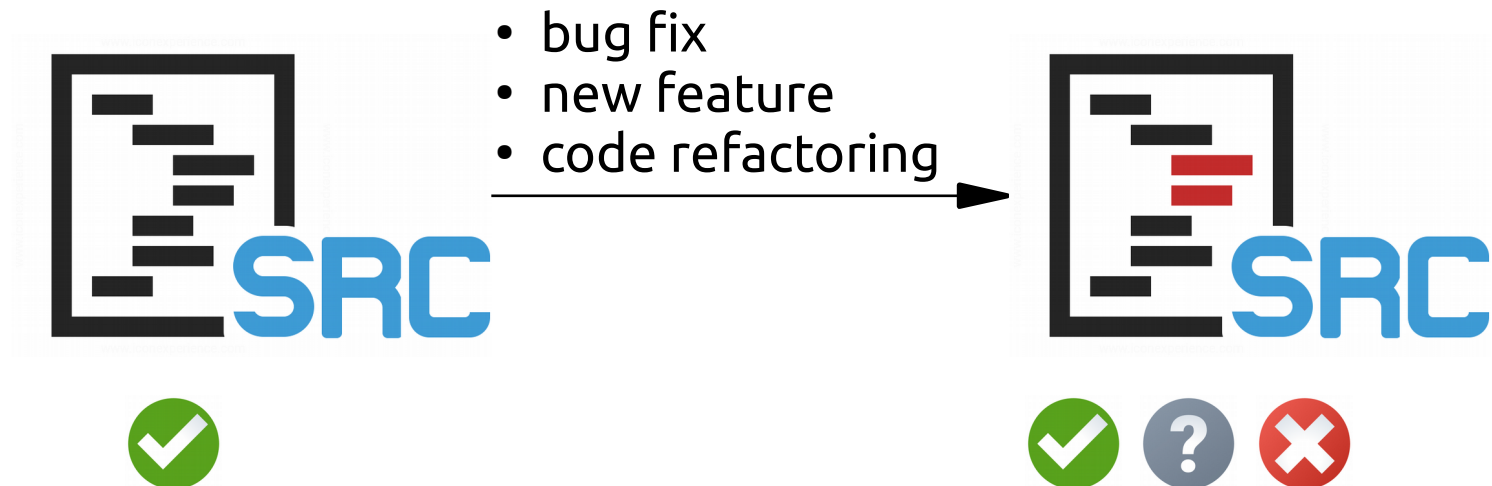 • bug fix
• new feature
• code refactoring
SRC
SRC
?